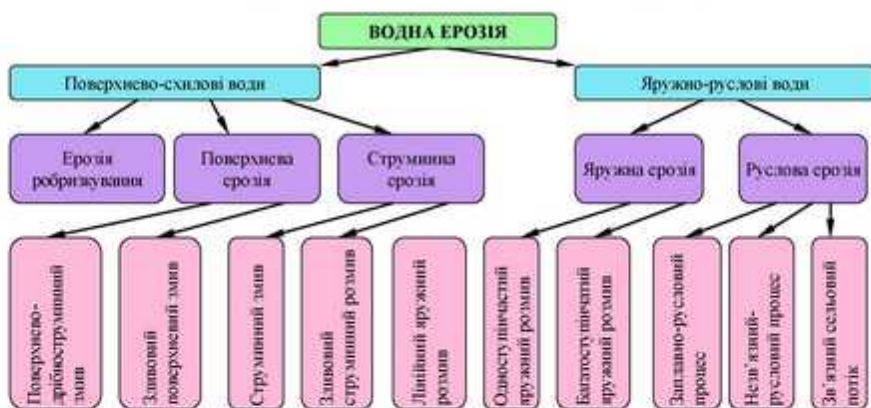 ВОДНА ЕРОЗІЯ
Поверхнево-схилові води
Яружно-руслові води
Ерозія
робризкування
Поверхнева
ерозія
Струминна
ерозія
Яружна ерозія
Руслова ерозія
Поверхнево-
дрібноструминний
змив
Зливовий
поверхневий змив
Струминний змив
Зливовий
струминний розмив
Лінійний яружний
розмив
Одноступінчастий
яружний розмив
Багатоступінчатий
яружний розмив
Заплавно-русловий
процес
Незв'язний-
русловий процес
Зв'язний сельовий
потік